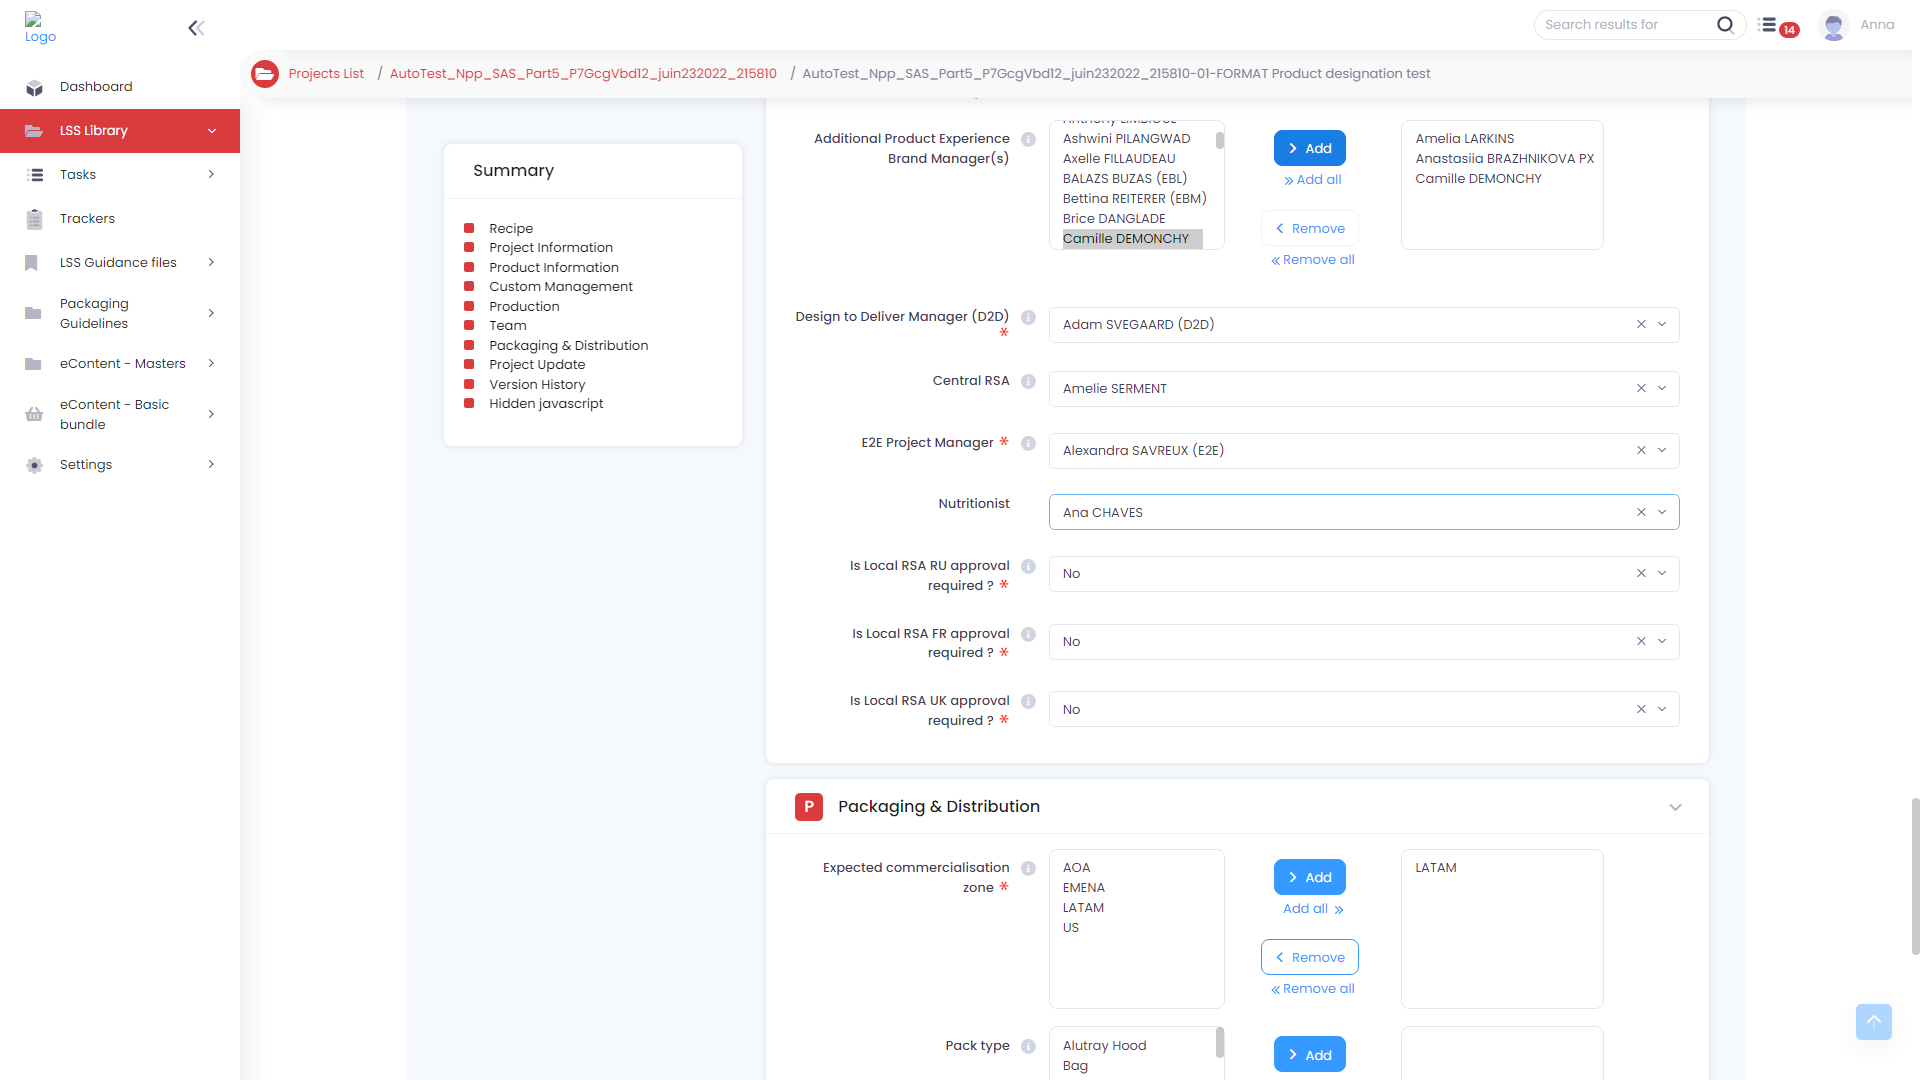 Logo
Search results for
14
Anna
Projects List / AutoTest_Npp_SAS_Part5_P7GcgVbd12_juin232022_215810 / AutoTest_Npp_SAS_Part5_P7GcgVbd12_juin232022_215810-01-FORMAT Product designation test
Dashboard
LSS Library
Tasks
Trackers
LSS Guidance files
Packaging
Guidelines
eContent - Masters
eContent - Basic
bundle
Settings
Summary
Recipe
Project Information
Product Information
Custom Management
Production
Team
Packaging & Distribution
Project Update
Version History
Hidden javascript
Additional Product Experience
Brand Manager(s)
Ashwini PILANGWAD
Axelle FILLAUDEAU
BALAZS BUZAS (EBL)
Bettina REITERER (EBM)
Brice DANGLADE
Camille DEMONCHY
Add
Add all
Remove
Remove all
Amelia LARKINS
Anastasiia BRAZHNIKOVA PX
Camille DEMONCHY
Design to Deliver Manager (D2D)
*
Adam SVEGAARD (D2D)
Central RSA
Amelie SERMENT
E2E Project Manager *
Alexandra SAVREUX (E2E)
Nutritionist
Ana CHAVES
Is Local RSA RU approval
required ? *
No
Is Local RSA FR approval
required ? *
No
Is Local RSA UK approval
required ? *
No
P
Packaging & Distribution
Expected commercialisation
zone *
AOA
EMENA
LATAM
US
Add
Add all
Remove
Remove all
LATAM
Pack type
Alutray Hood
Bag
Add